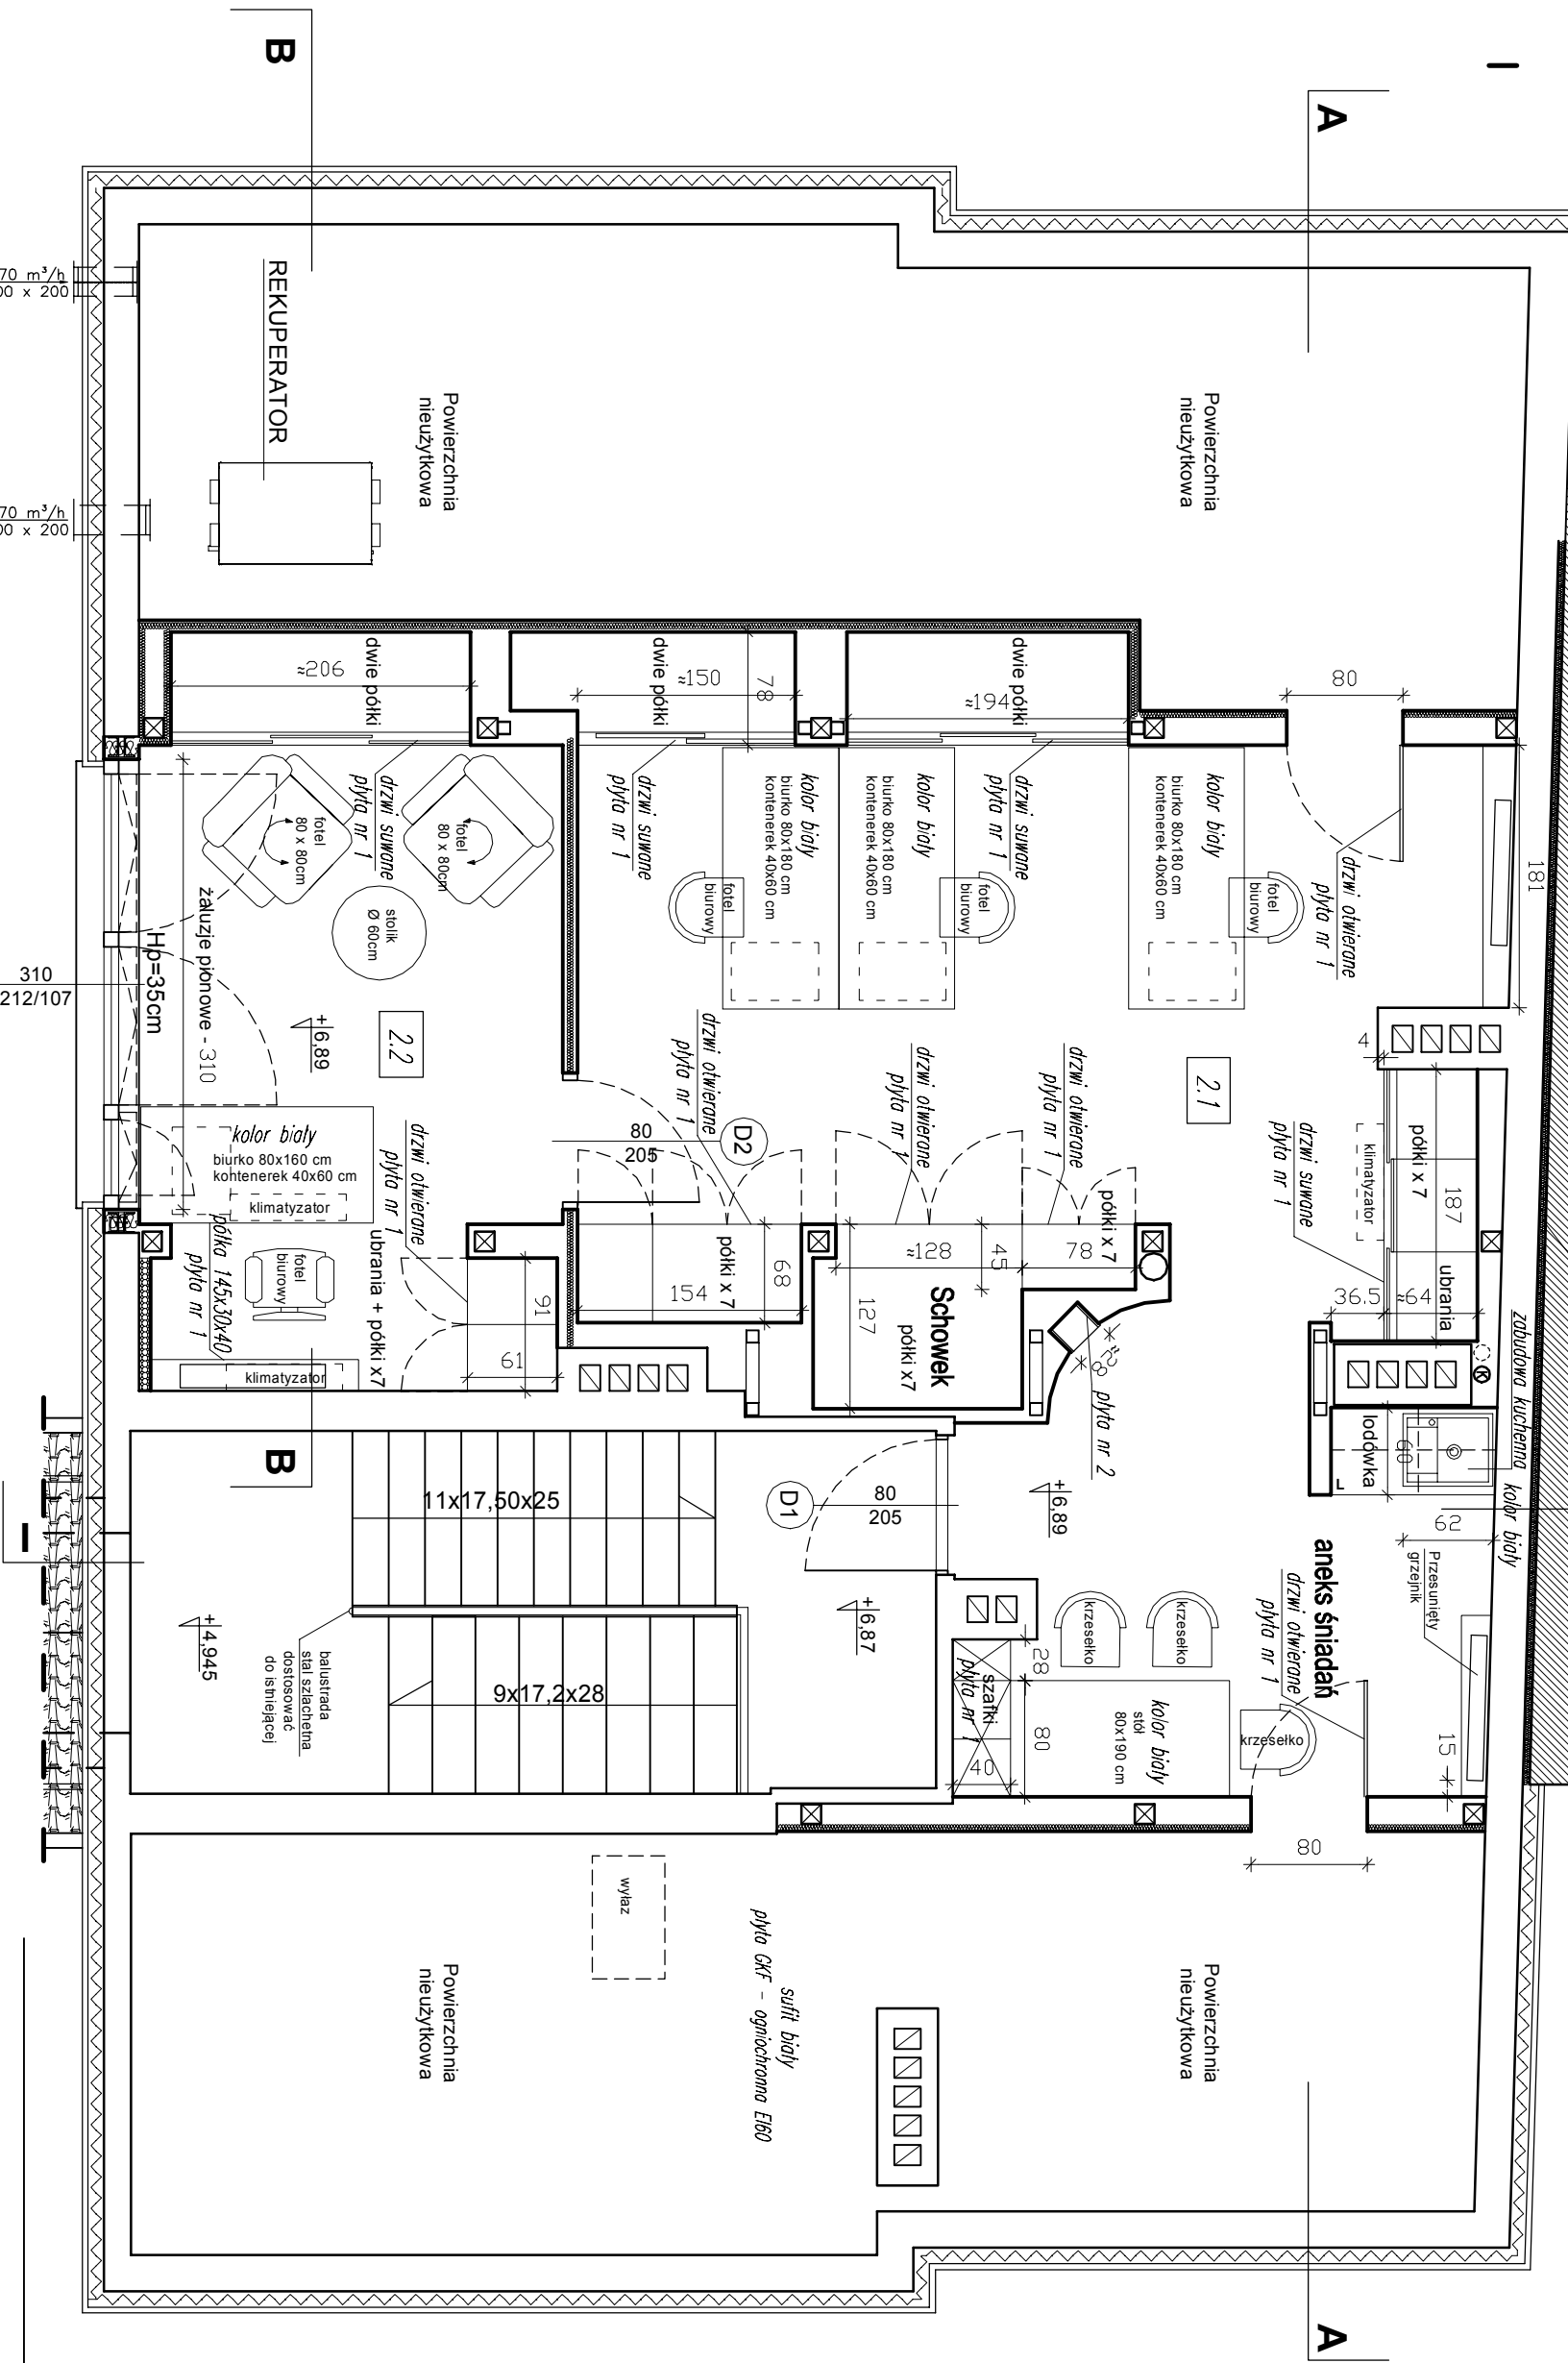 B
A
I
REKUPERATOR
Powierzchnia
nieużytkowa
Powierzchnia
nieużytkowa
70 m³/h
00 x 200
70 m³/h
00 x 200
dwie półki
≈206
dwie półki
≈150
78
dwie półki
≈194
80
181
drzwi suwane
płyta nr 1
drzwi suwane
płyta nr 1
drzwi suwane
płyta nr 1
drzwi otwierane
płyta nr 1
fotel
80 x 80cm
fotel
80 x 80cm
stolik
Ø 60cm
kolor biały
biurko 80x180 cm
kontenerek 40x60 cm
kolor biały
biurko 80x180 cm
kontenerek 40x60 cm
kolor biały
biurko 80x180 cm
kontenerek 40x60 cm
fotel
biurowy
fotel
biurowy
fotel
biurowy
żaluzje pionowe - 310
Hp=35cm
310
212/107
+6,89
2.2
2.1
drzwi otwierane
płyta nr 1
drzwi otwierane
płyta nr 1
drzwi otwierane
płyta nr 1
D2
80
205
4
półki x 7
187
ubrania
klimatyzator
drzwi suwane
płyta nr 1
36.5
≈64
kolor biały
biurko 80x160 cm
kontenerek 40x60 cm
klimatyzator
drzwi otwierane
płyta nr 1
ubrania + półki x7
półka 145x30x40
płyta nr 1
fotel
biurowy
klimatyzator
91
61
półki x 7
68
154
≈128
45
78
półki x 7
127
Schowek
półki x7
płyta nr 2
K
zabudowa kuchenna kolor biały
lodówka
60
L
62
Przesunięty
grzejnik
aneks śniadań
drzwi otwierane
płyta nr 1
15
B
I
11x17,50x25
9x17,2x28
D1
80
205
+6,89
+6,87
+4,945
balustrada
stal szlachetna
dostosować
do istniejącej
krzesełko
krzesełko
krzesełko
28
szafki
płyta nr 1
40
80
kolor biały
stół
80x190 cm
80
wyłaz
sufit biały
płyta GKF - ogniochronna EI60
Powierzchnia
nieużytkowa
Powierzchnia
nieużytkowa
A